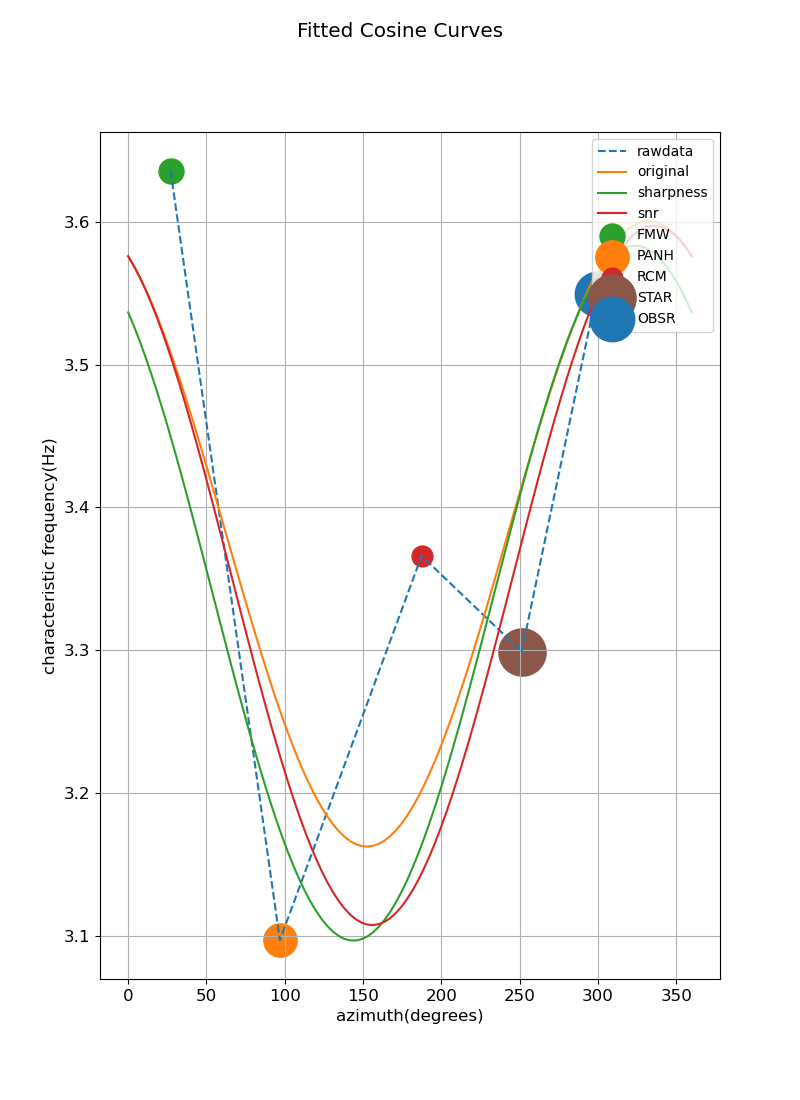 Fitted Cosine Curves
rawdata
original
sharpness
snr
FMW
PANH
RCM
STAR
OBSR
characteristic frequency(Hz)
3.6
3.5
3.4
3.3
3.2
3.1
0 50 100 150 200 250 300 350
azimuth(degrees)